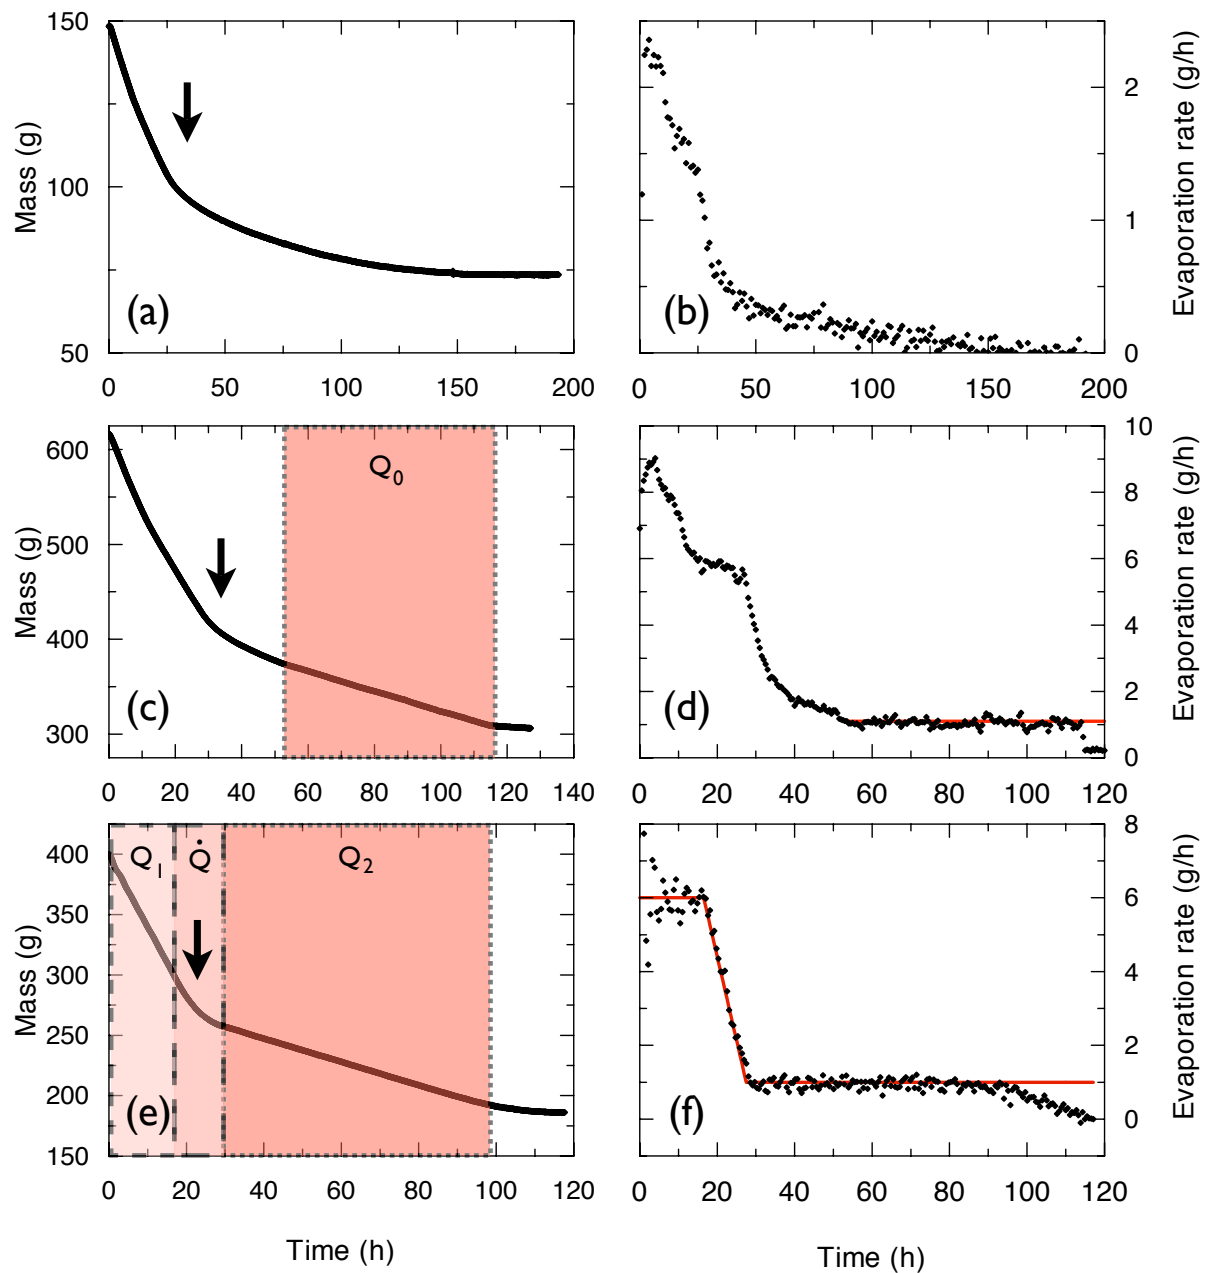 150
100
50
Mass (g)
(a)
0 50 100 150 200
2
1
0
Evaporation rate (g/h)
(b)
0 50 100 150 200
600
500
400
300
Mass (g)
Q0
(c)
0 20 40 60 80 100 120 140
10
8
6
4
2
0
Evaporation rate (g/h)
(d)
0 20 40 60 80 100 120
400
350
300
250
200
150
Mass (g)
Q1 Q̇ Q2
(e)
0 20 40 60 80 100 120
Time (h)
8
6
4
2
0
Evaporation rate (g/h)
(f)
0 20 40 60 80 100 120
Time (h)